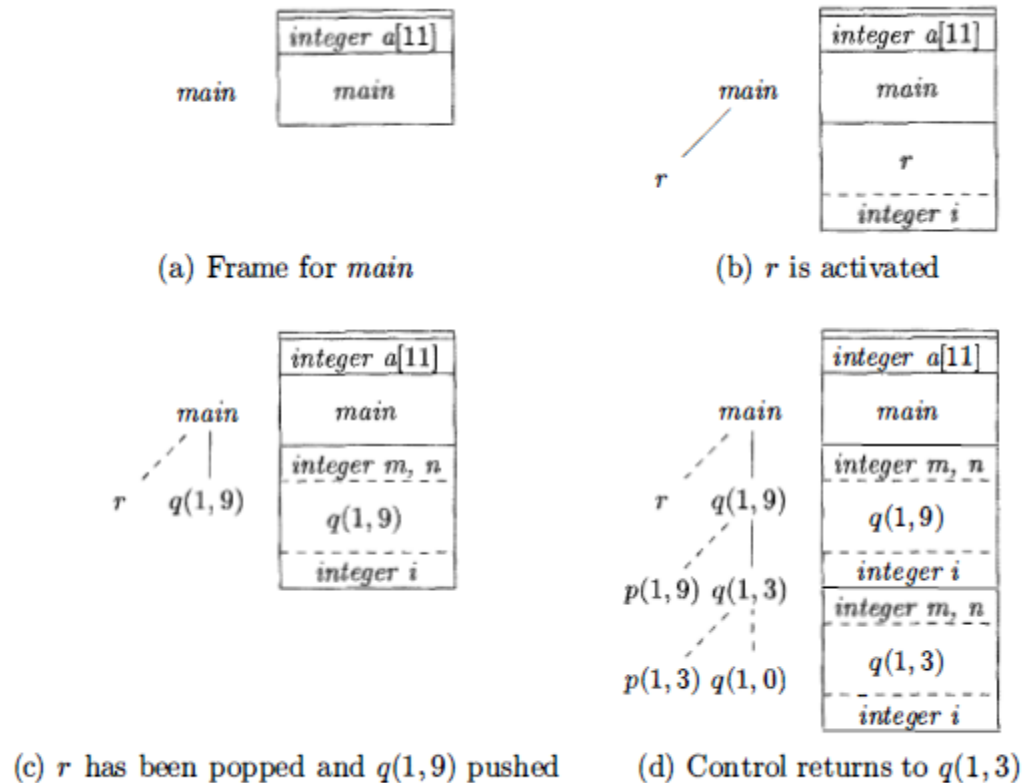 integer a[11]
main
main
(a) Frame for main
integer a[11]
main
main
r
r
integer i
(b) r is activated
integer a[11]
main
main
integer m, n
r
q(1, 9)
q(1, 9)
integer i
(c) r has been popped and q(1, 9) pushed
integer a[11]
main
main
integer m, n
r
q(1, 9)
q(1, 9)
integer i
p(1, 9) q(1, 3)
integer m, n
q(1, 3)
p(1, 3) q(1, 0)
integer i
(d) Control returns to q(1, 3)